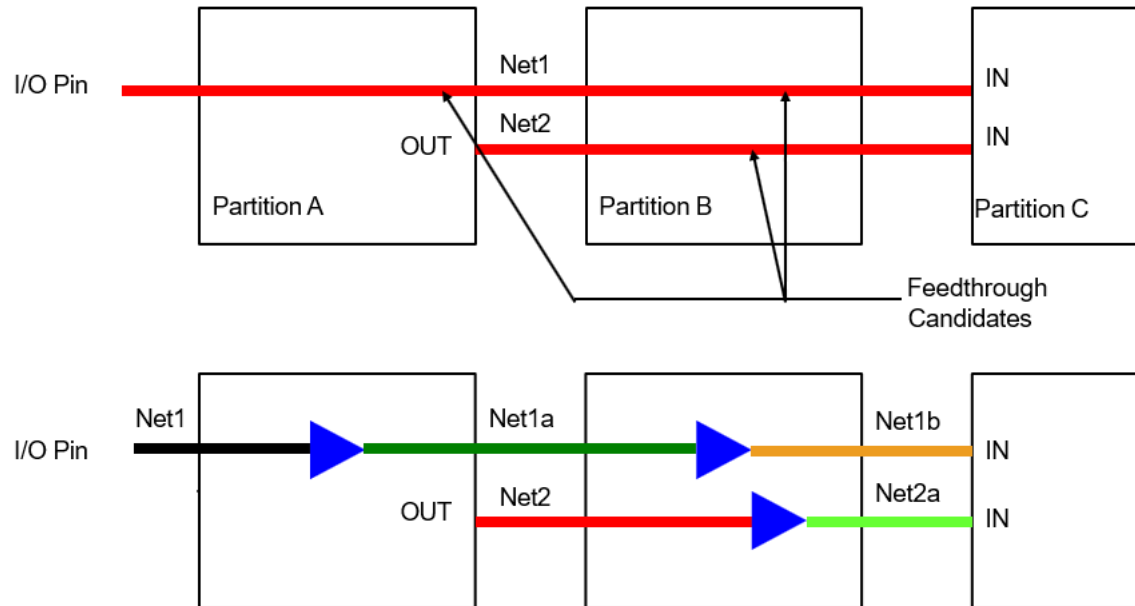 I/O Pin
Net1
IN
Net2
IN
OUT
Partition A
Partition B
Partition C
Feedthrough
Candidates
Net1
Net1a
Net1b
I/O Pin
IN
Net2
Net2a
OUT
IN